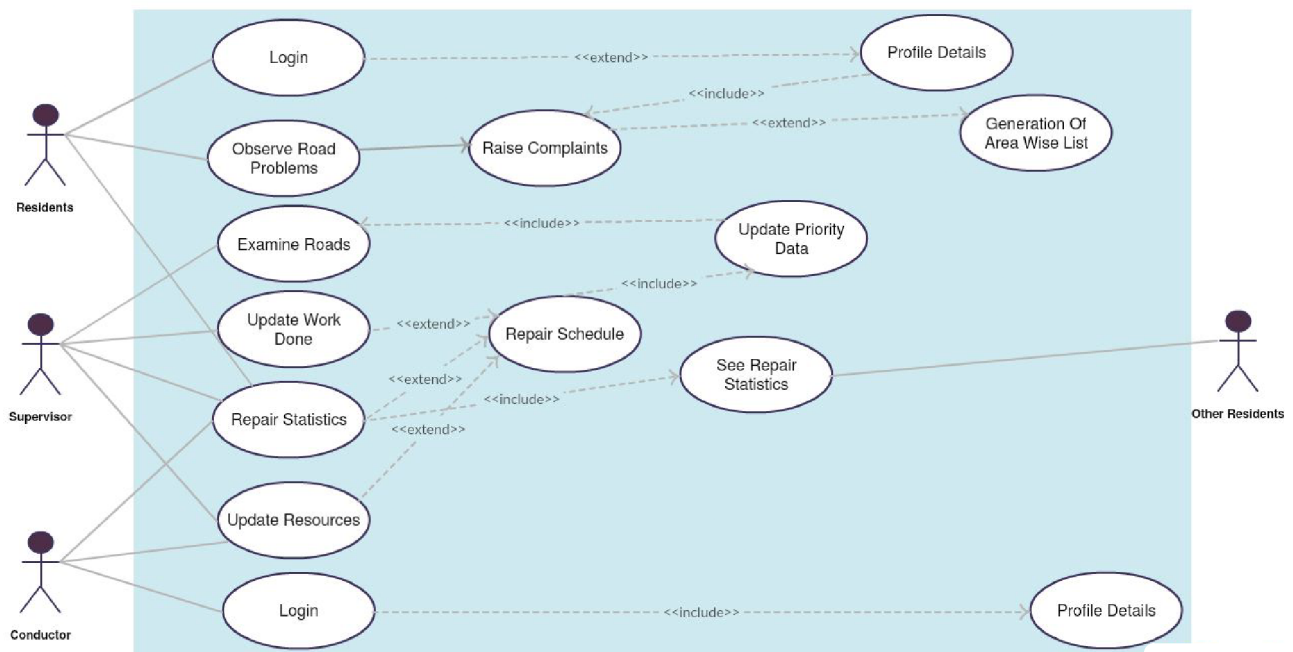 Login
<<extend>>
Profile Details
<<include>>
Observe Road
Problems
Raise Complaints
<<extend>>
Generation Of
Area Wise List
Residents
Examine Roads
<<include>>
Update Priority
Data
<<include>>
Update Work
Done
<<extend>>
Repair Schedule
See Repair
Statistics
<<extend>>
<<include>>
Supervisor
Repair Statistics
Other Residents
<<extend>>
Update Resources
Login
<<include>>
Profile Details
Conductor